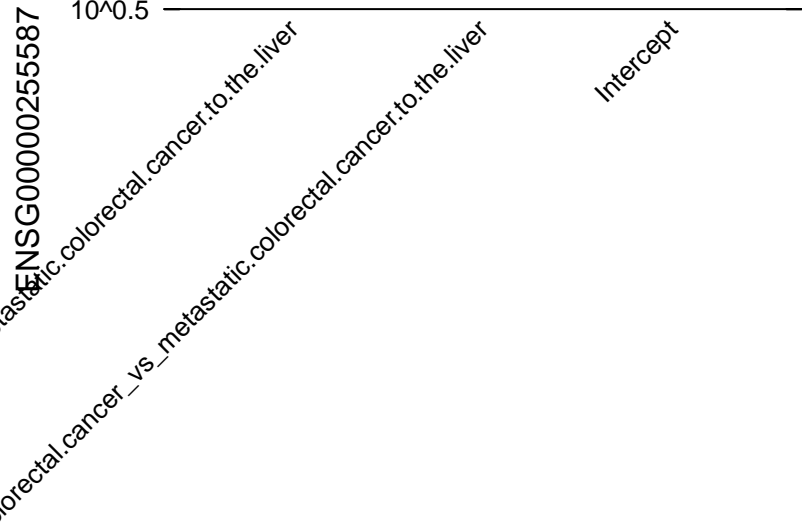 10^0.5
ENSG00000255587
metastatic.colorectal.cancer.to.the.liver
colorectal.cancer_vs_metastatic.colorectal.cancer.to.the.liver
Intercept